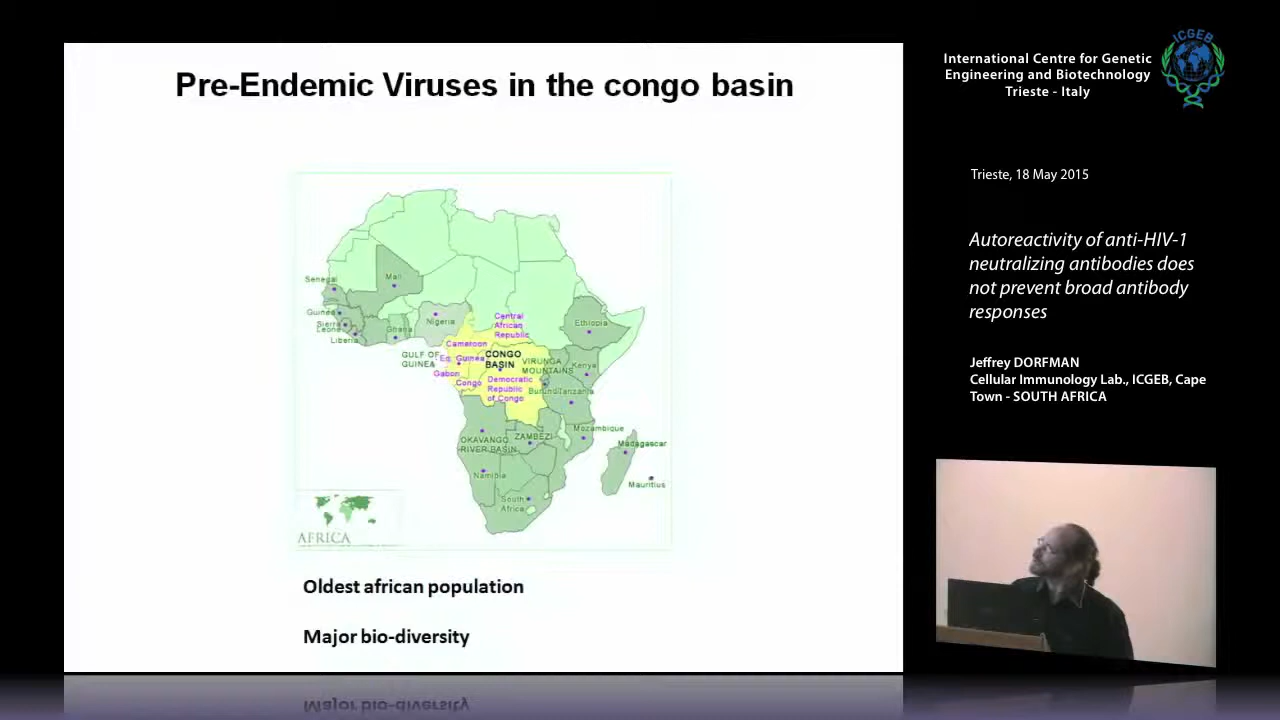 Pre-Endemic Viruses in the congo basin
Senegal
Mali
Guinea
Sierra
Leone
Liberia
Ghana
Nigeria
Central
African
Republic
Ethiopia
Cameroon
GULF OF
GUINEA
Eq. Guinea
CONGO
BASIN
VIRUNGA
MOUNTAINS
Kenya
Gabon
Congo
Democratic
Republic
of Congo
Burundi
Tanzania
OKAVANGO
RIVER BASIN
ZAMBEZI
Mozambique
Madagascar
Mauritius
Namibia
South
Africa
AFRICA
Oldest african population
Major bio-diversity
Major bio-diversity
International Centre for Genetic
Engineering and Biotechnology
Trieste - Italy
ICGEB
Trieste, 18 May 2015
Autoreactivity of anti-HIV-1
neutralizing antibodies does
not prevent broad antibody
responses
Jeffrey DORFMAN
Cellular Immunology Lab., ICGEB, Cape
Town - SOUTH AFRICA